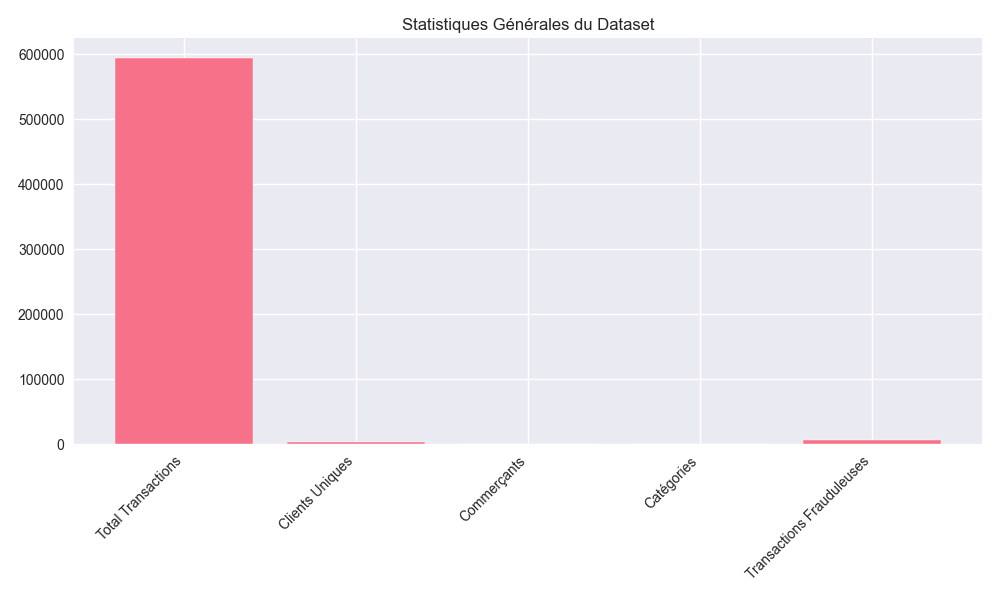 Statistiques Générales du Dataset
600000
500000
400000
300000
200000
100000
0
Total Transactions
Clients Uniques
Commerçants
Catégories
Transactions Frauduleuses